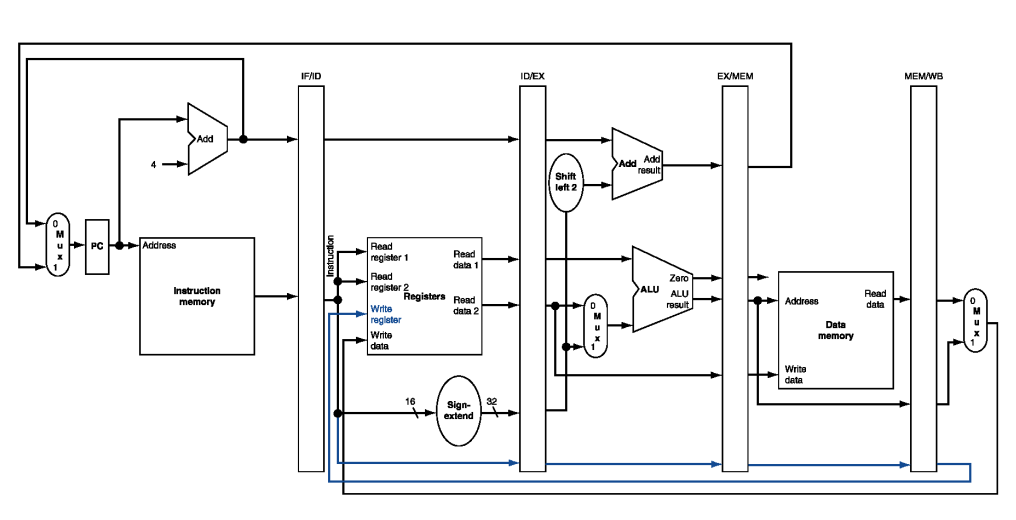 IF/ID
ID/EX
EX/MEM
MEM/WB
Add
4
Shift
left 2
Add
Add
result
0
M
u
x
1
PC
Address
Instruction
memory
Instruction
Read
register 1
Read
register 2
Registers
Write
register
Write
data
Read
data 1
Read
data 2
0
M
u
x
1
Zero
ALU
ALU
result
Address
Read
data
Data
memory
Write
data
0
M
u
x
1
16
Sign-
extend
32